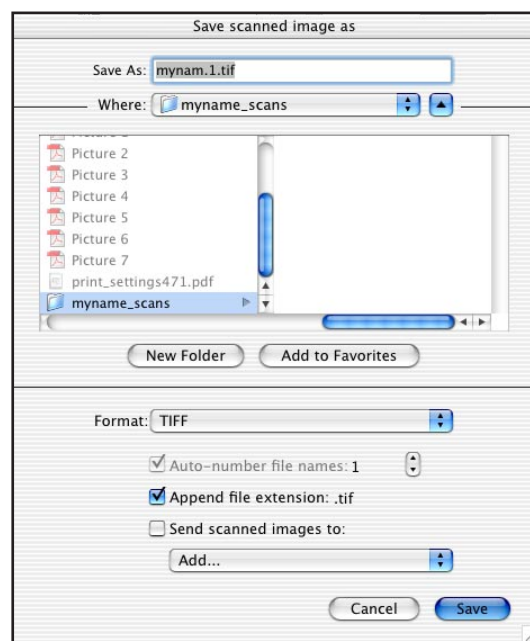 Save scanned image as
Save As: mynam.1.tif
Where: myname_scans
Picture 2
Picture 3
Picture 4
Picture 5
Picture 6
Picture 7
print_settings471.pdf
myname_scans
New Folder Add to Favorites
Format: TIFF
Auto-number file names: 1
Append file extension: .tif
Send scanned images to:
Add...
Cancel Save